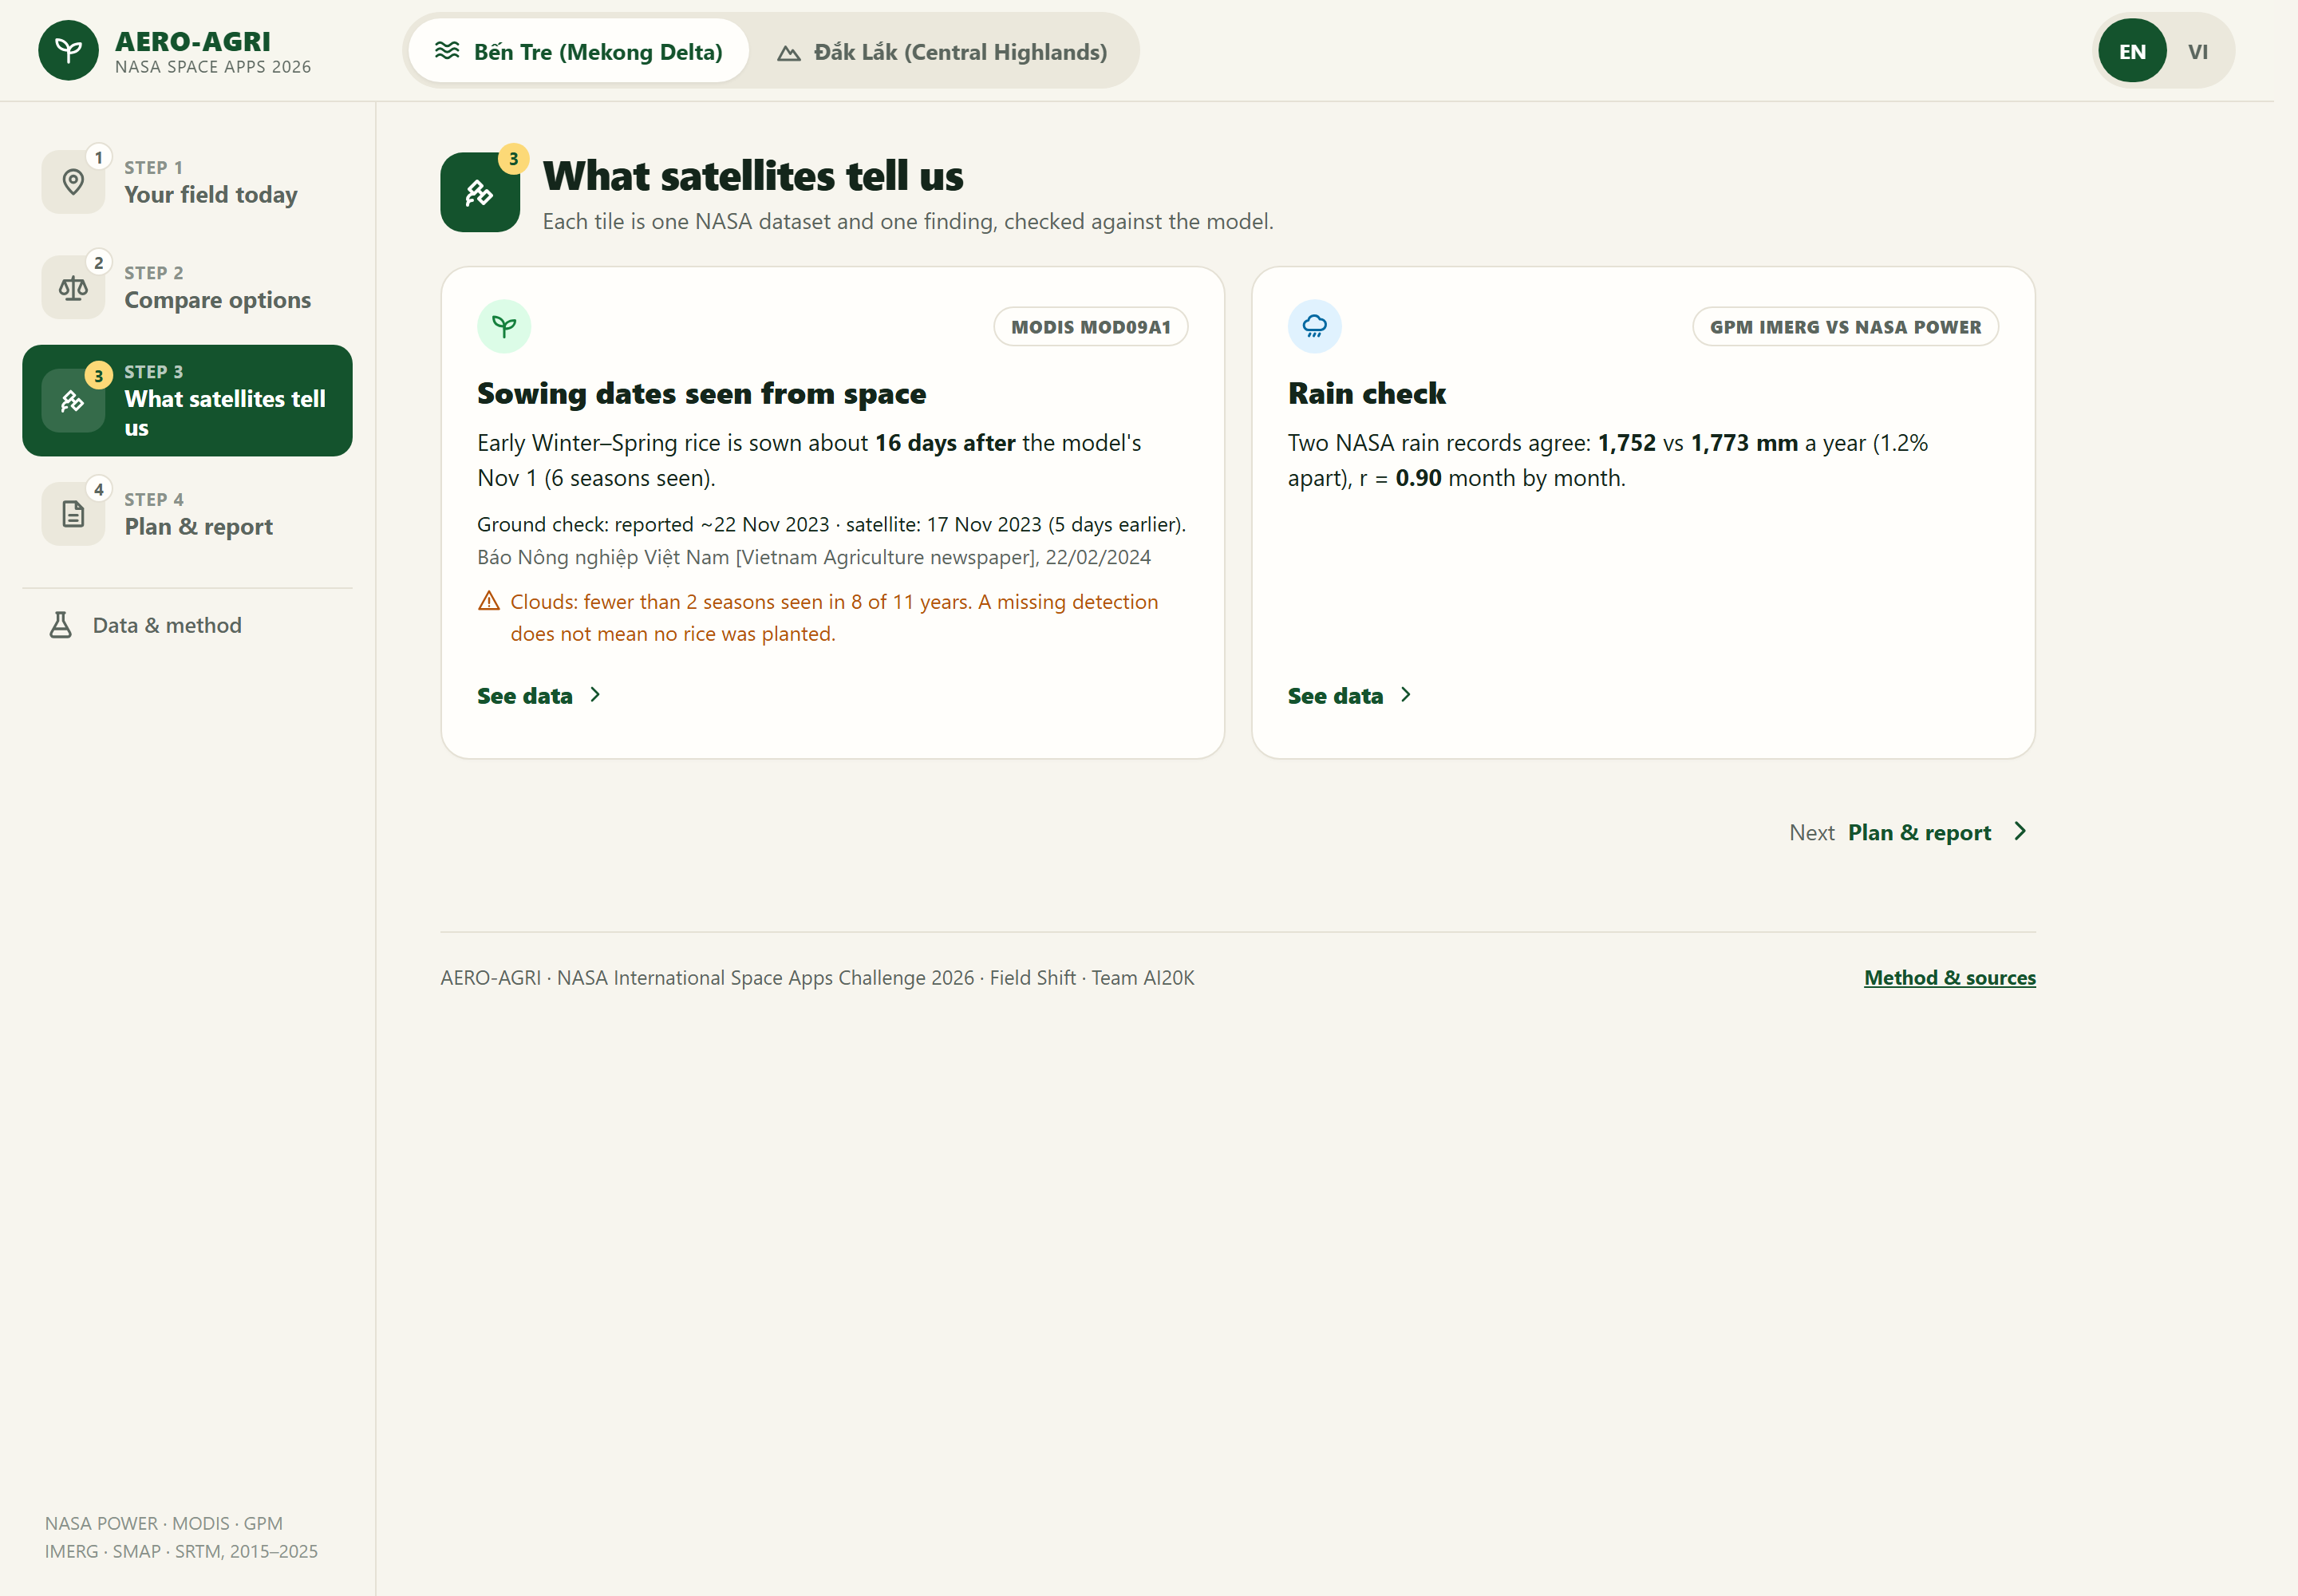 AERO-AGRI
NASA SPACE APPS 2026
Bến Tre (Mekong Delta)
Đắk Lắk (Central Highlands)
EN
VI
1
STEP 1
Your field today
2
STEP 2
Compare options
3
STEP 3
What satellites tell
us
4
STEP 4
Plan & report
Data & method
NASA POWER · MODIS · GPM
IMERG · SMAP · SRTM, 2015–2025
3
What satellites tell us
Each tile is one NASA dataset and one finding, checked against the model.
MODIS MOD09A1
Sowing dates seen from space
Early Winter–Spring rice is sown about 16 days after the model's
Nov 1 (6 seasons seen).
Ground check: reported ~22 Nov 2023 · satellite: 17 Nov 2023 (5 days earlier).
Báo Nông nghiệp Việt Nam [Vietnam Agriculture newspaper], 22/02/2024
Clouds: fewer than 2 seasons seen in 8 of 11 years. A missing detection
does not mean no rice was planted.
See data
GPM IMERG VS NASA POWER
Rain check
Two NASA rain records agree: 1,752 vs 1,773 mm a year (1.2%
apart), r = 0.90 month by month.
See data
Next Plan & report
AERO-AGRI · NASA International Space Apps Challenge 2026 · Field Shift · Team AI20K
Method & sources